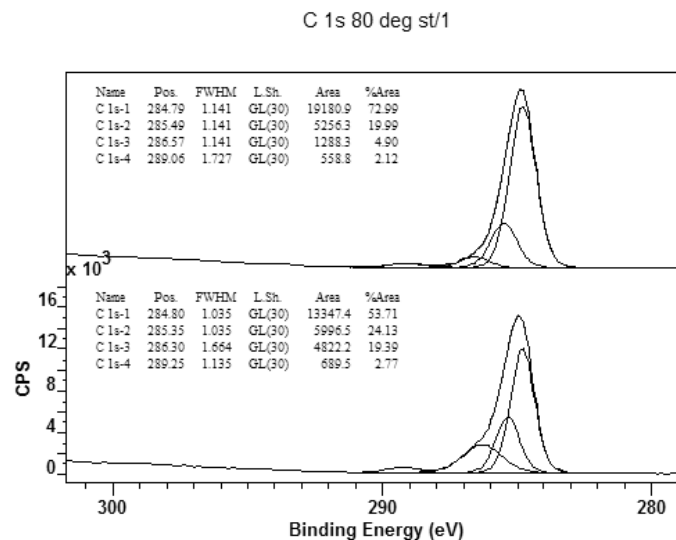 C 1s 80 deg st/1
Name Pos. FWHM L.Sh. Area %Area
C 1s-1 284.79 1.141 GL(30) 19180.9 72.99
C 1s-2 285.49 1.141 GL(30) 5256.3 19.99
C 1s-3 286.57 1.141 GL(30) 1288.3 4.90
C 1s-4 289.06 1.727 GL(30) 558.8 2.12
x 10³
Name Pos. FWHM L.Sh. Area %Area
C 1s-1 284.80 1.035 GL(30) 13347.4 53.71
C 1s-2 285.35 1.035 GL(30) 5996.5 24.13
C 1s-3 286.30 1.664 GL(30) 4822.2 19.39
C 1s-4 289.25 1.135 GL(30) 689.5 2.77
16
12
8
4
0
CPS
300 290 280
Binding Energy (eV)